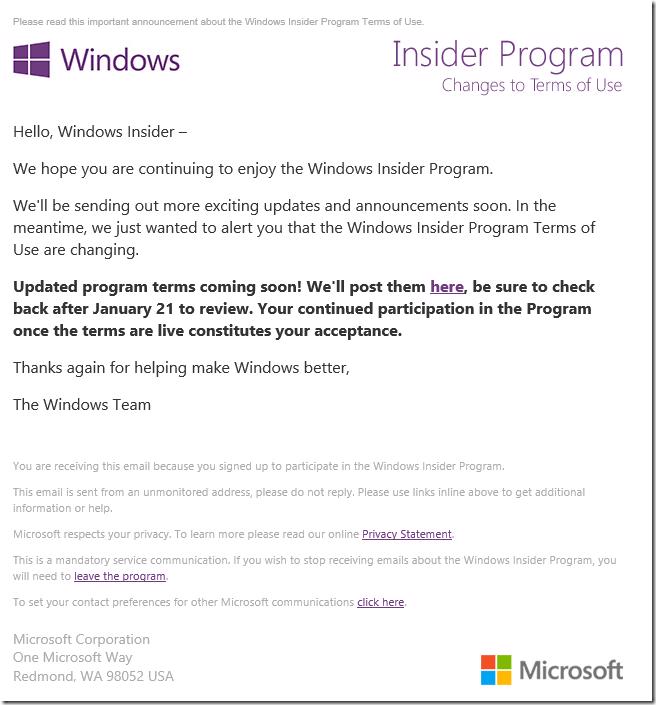 Please read this important announcement about the Windows Insider Program Terms of Use.
Windows
Insider Program
Changes to Terms of Use
Hello, Windows Insider –
We hope you are continuing to enjoy the Windows Insider Program.
We'll be sending out more exciting updates and announcements soon. In the
meantime, we just wanted to alert you that the Windows Insider Program Terms of
Use are changing.
Updated program terms coming soon! We'll post them here, be sure to check
back after January 21 to review. Your continued participation in the Program
once the terms are live constitutes your acceptance.
Thanks again for helping make Windows better,
The Windows Team
You are receiving this email because you signed up to participate in the Windows Insider Program.
This email is sent from an unmonitored address, please do not reply. Please use links inline above to get additional
information or help.
Microsoft respects your privacy. To learn more please read our online Privacy Statement.
This is a mandatory service communication. If you wish to stop receiving emails about the Windows Insider Program, you
will need to leave the program.
To set your contact preferences for other Microsoft communications click here.
Microsoft Corporation
One Microsoft Way
Redmond, WA 98052 USA
Microsoft